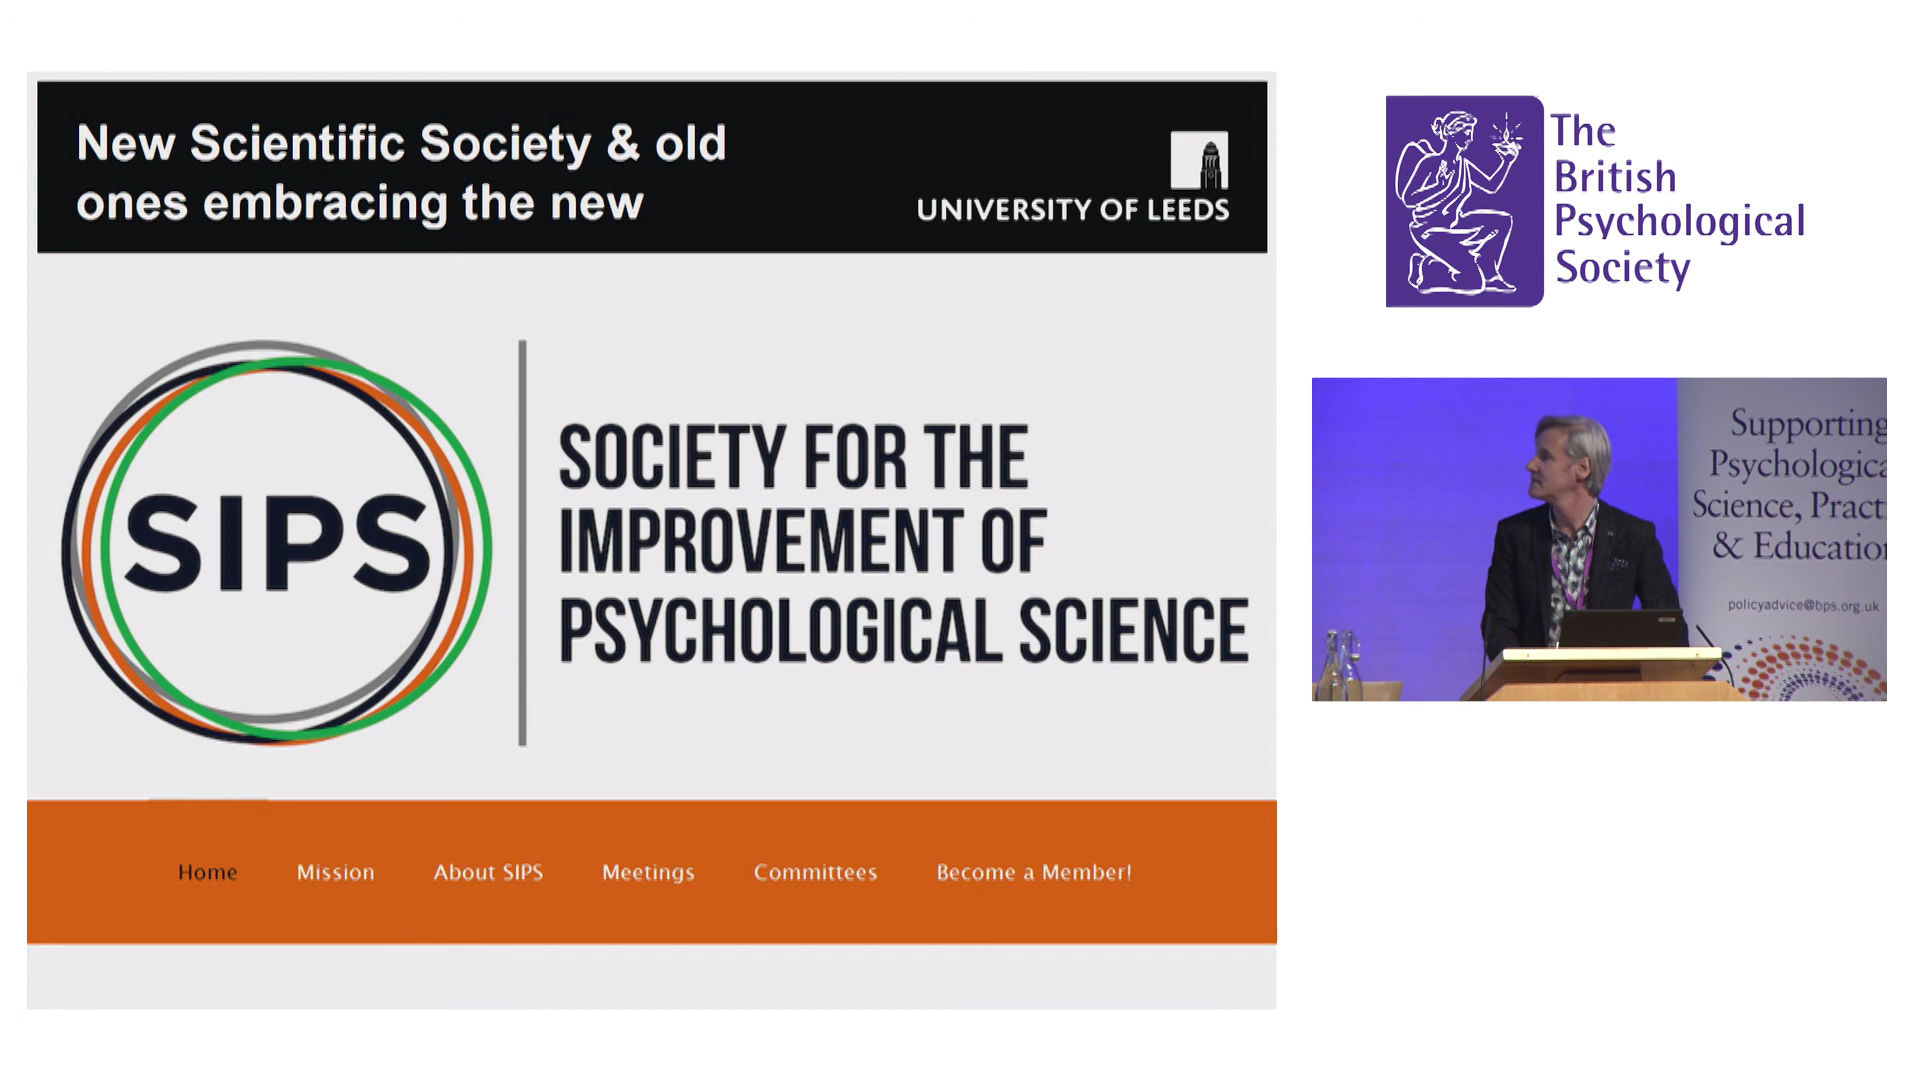 New Scientific Society & old
ones embracing the new
UNIVERSITY OF LEEDS
SIPS
SOCIETY FOR THE
IMPROVEMENT OF
PSYCHOLOGICAL SCIENCE
Home Mission About SIPS Meetings Committees Become a Member!
The
British
Psychological
Society
Supporting
Psychologica
Science, Pract
& Education
policyadvice@bps.org.uk